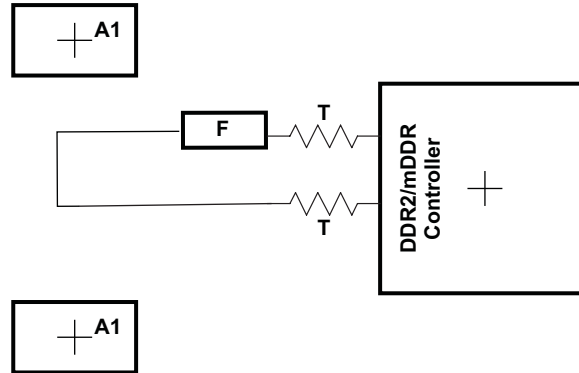 A1
T
F
DDR2/mDDR
Controller
T
A1